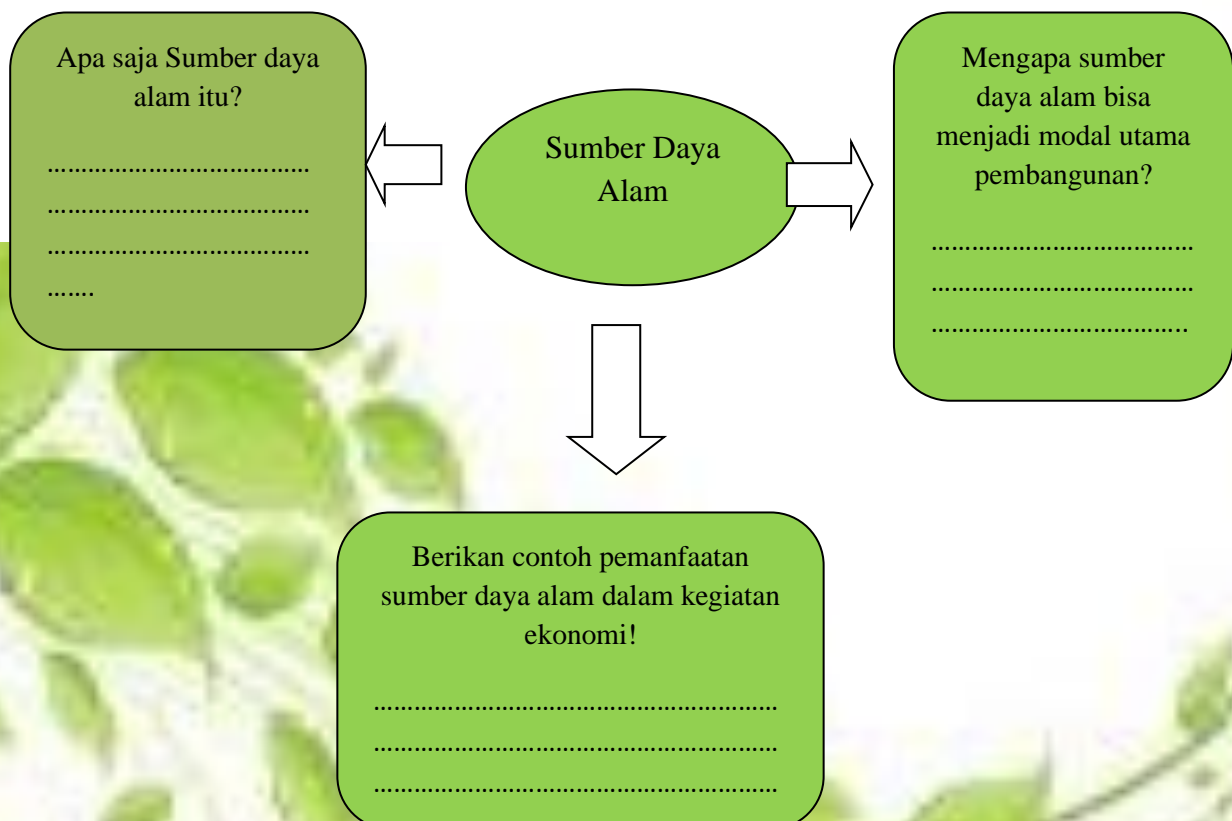 Apa saja Sumber daya
alam itu?
…………………………………
…………………………………
…………………………………
…….
Sumber Daya
Alam
Mengapa sumber
daya alam bisa
menjadi modal utama
pembangunan?
…………………………………
…………………………………
………………………………..
Berikan contoh pemanfaatan
sumber daya alam dalam kegiatan
ekonomi!
……………………………………………………
……………………………………………………
……………………………………………………